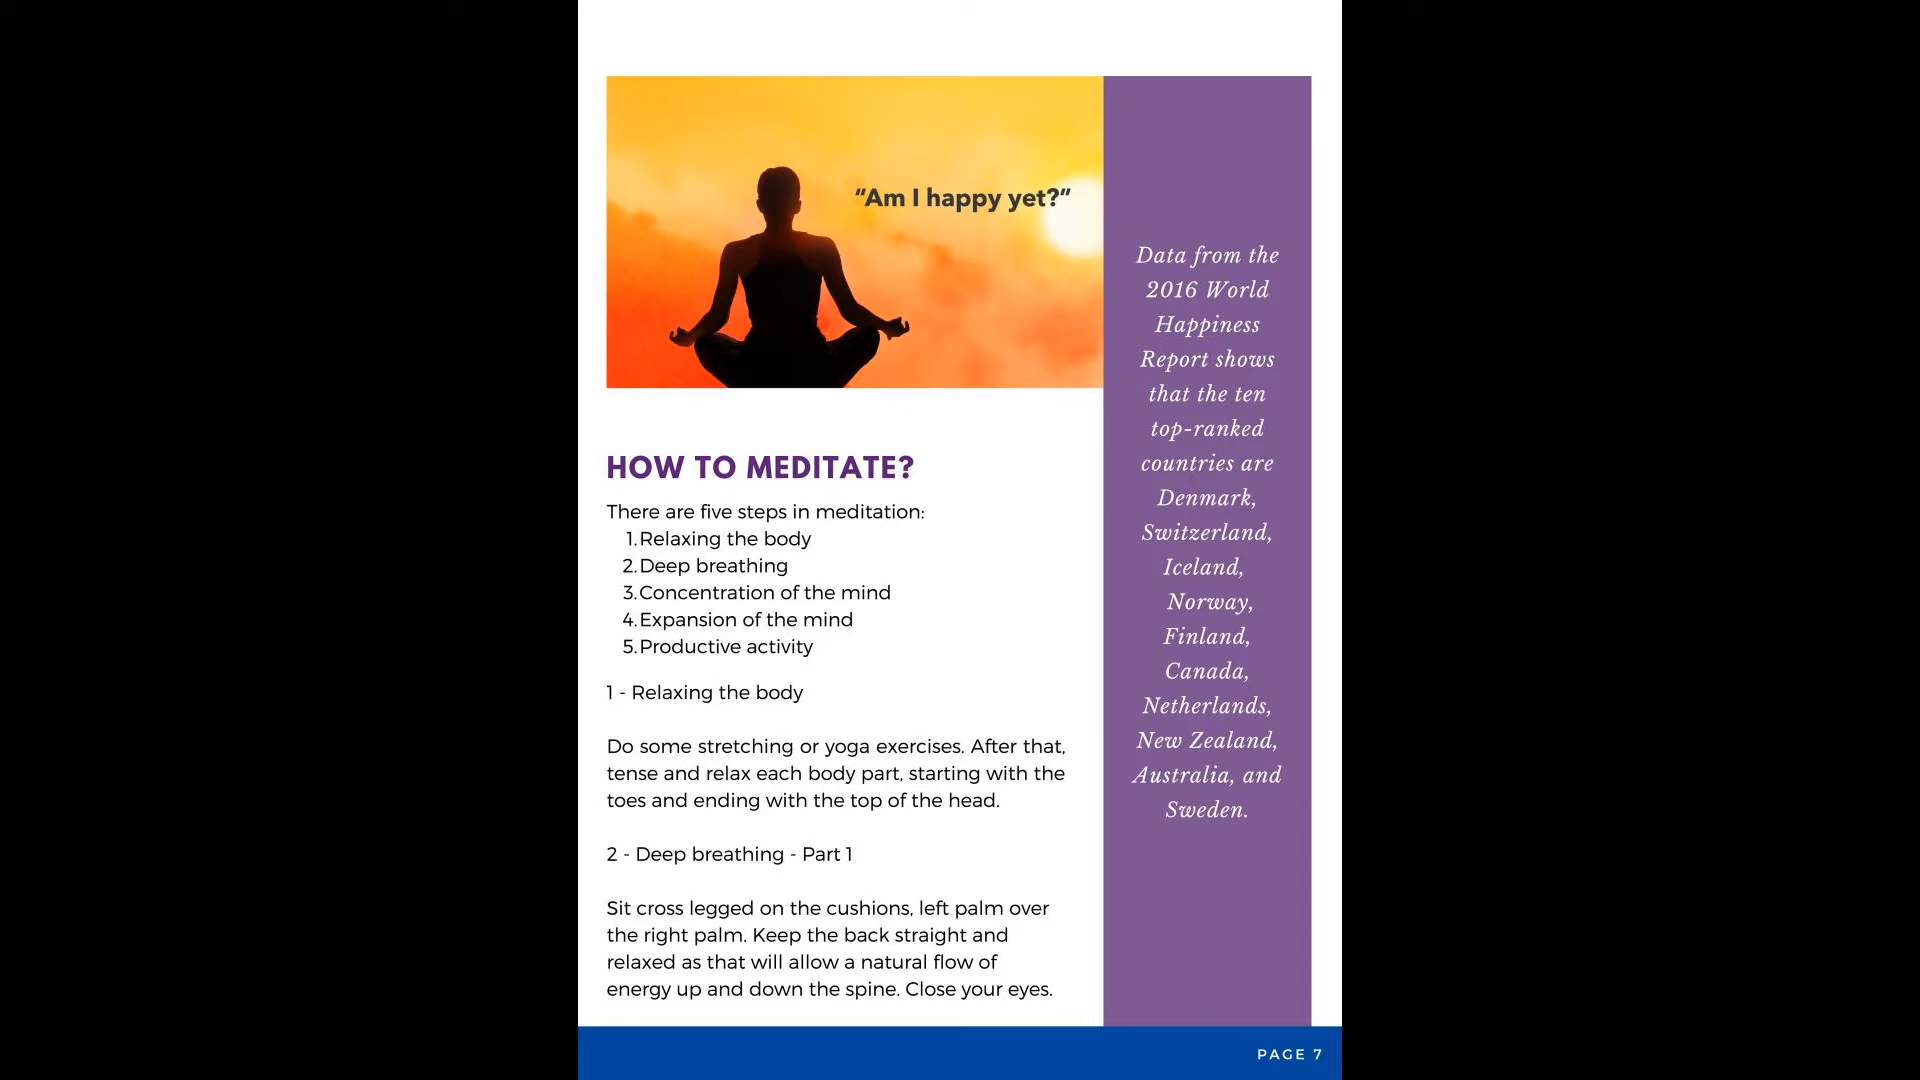 “Am I happy yet?”
HOW TO MEDITATE?
There are five steps in meditation:
1.Relaxing the body
2.Deep breathing
3.Concentration of the mind
4.Expansion of the mind
5.Productive activity
1 - Relaxing the body
Do some stretching or yoga exercises. After that,
tense and relax each body part, starting with the
toes and ending with the top of the head.
2 - Deep breathing - Part 1
Sit cross legged on the cushions, left palm over
the right palm. Keep the back straight and
relaxed as that will allow a natural flow of
energy up and down the spine. Close your eyes.
Data from the
2016 World
Happiness
Report shows
that the ten
top-ranked
countries are
Denmark,
Switzerland,
Iceland,
Norway,
Finland,
Canada,
Netherlands,
New Zealand,
Australia, and
Sweden.
PAGE 7